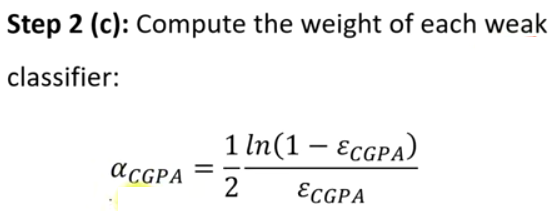 Step 2 (c): Compute the weight of each weak
classifier:
α_CGPA = 1/2 ln(1 − ε_CGPA)/ε_CGPA